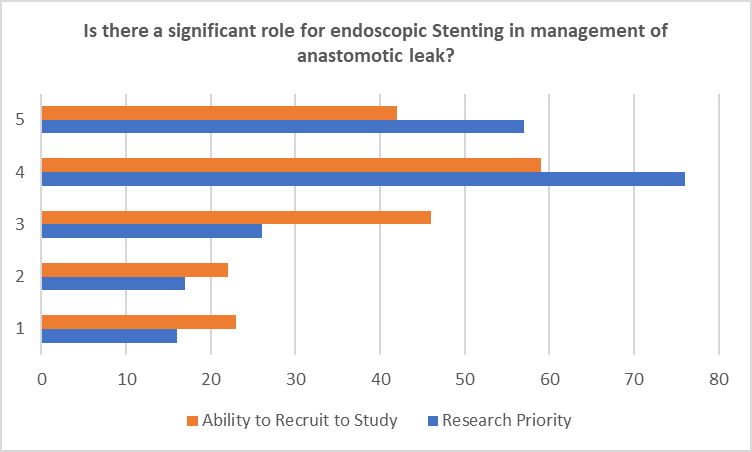 Is there a significant role for endoscopic Stenting in management of
anastomotic leak?
5
4
3
2
1
0 10 20 30 40 50 60 70 80
Ability to Recruit to Study Research Priority